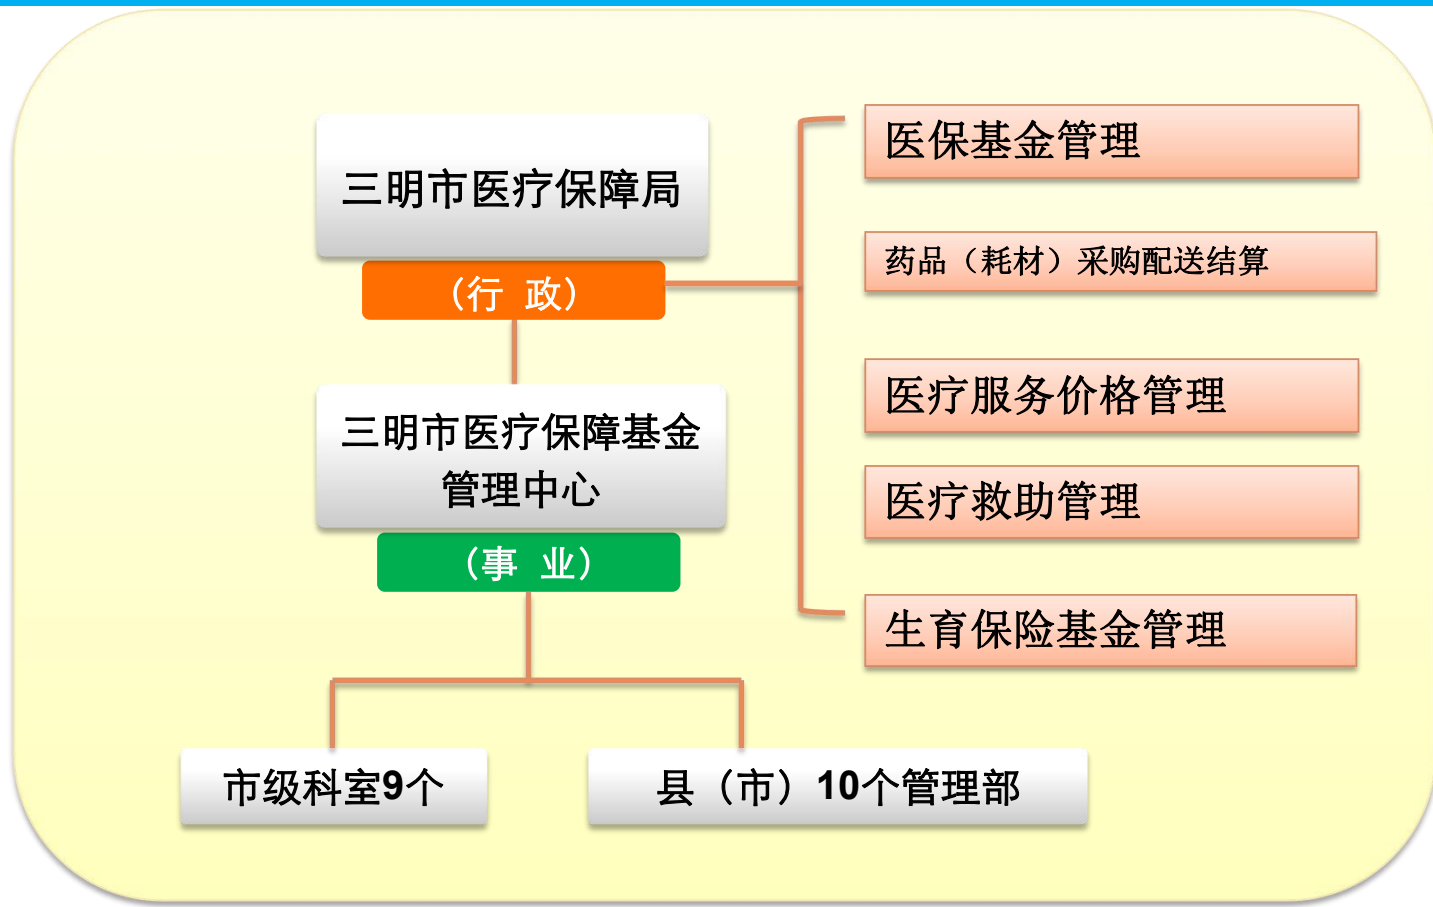 三明市医疗保障局
（行 政）
三明市医疗保障基金
管理中心
（事 业）
市级科室9个
县（市）10个管理部
医保基金管理
药品（耗材）采购配送结算
医疗服务价格管理
医疗救助管理
生育保险基金管理